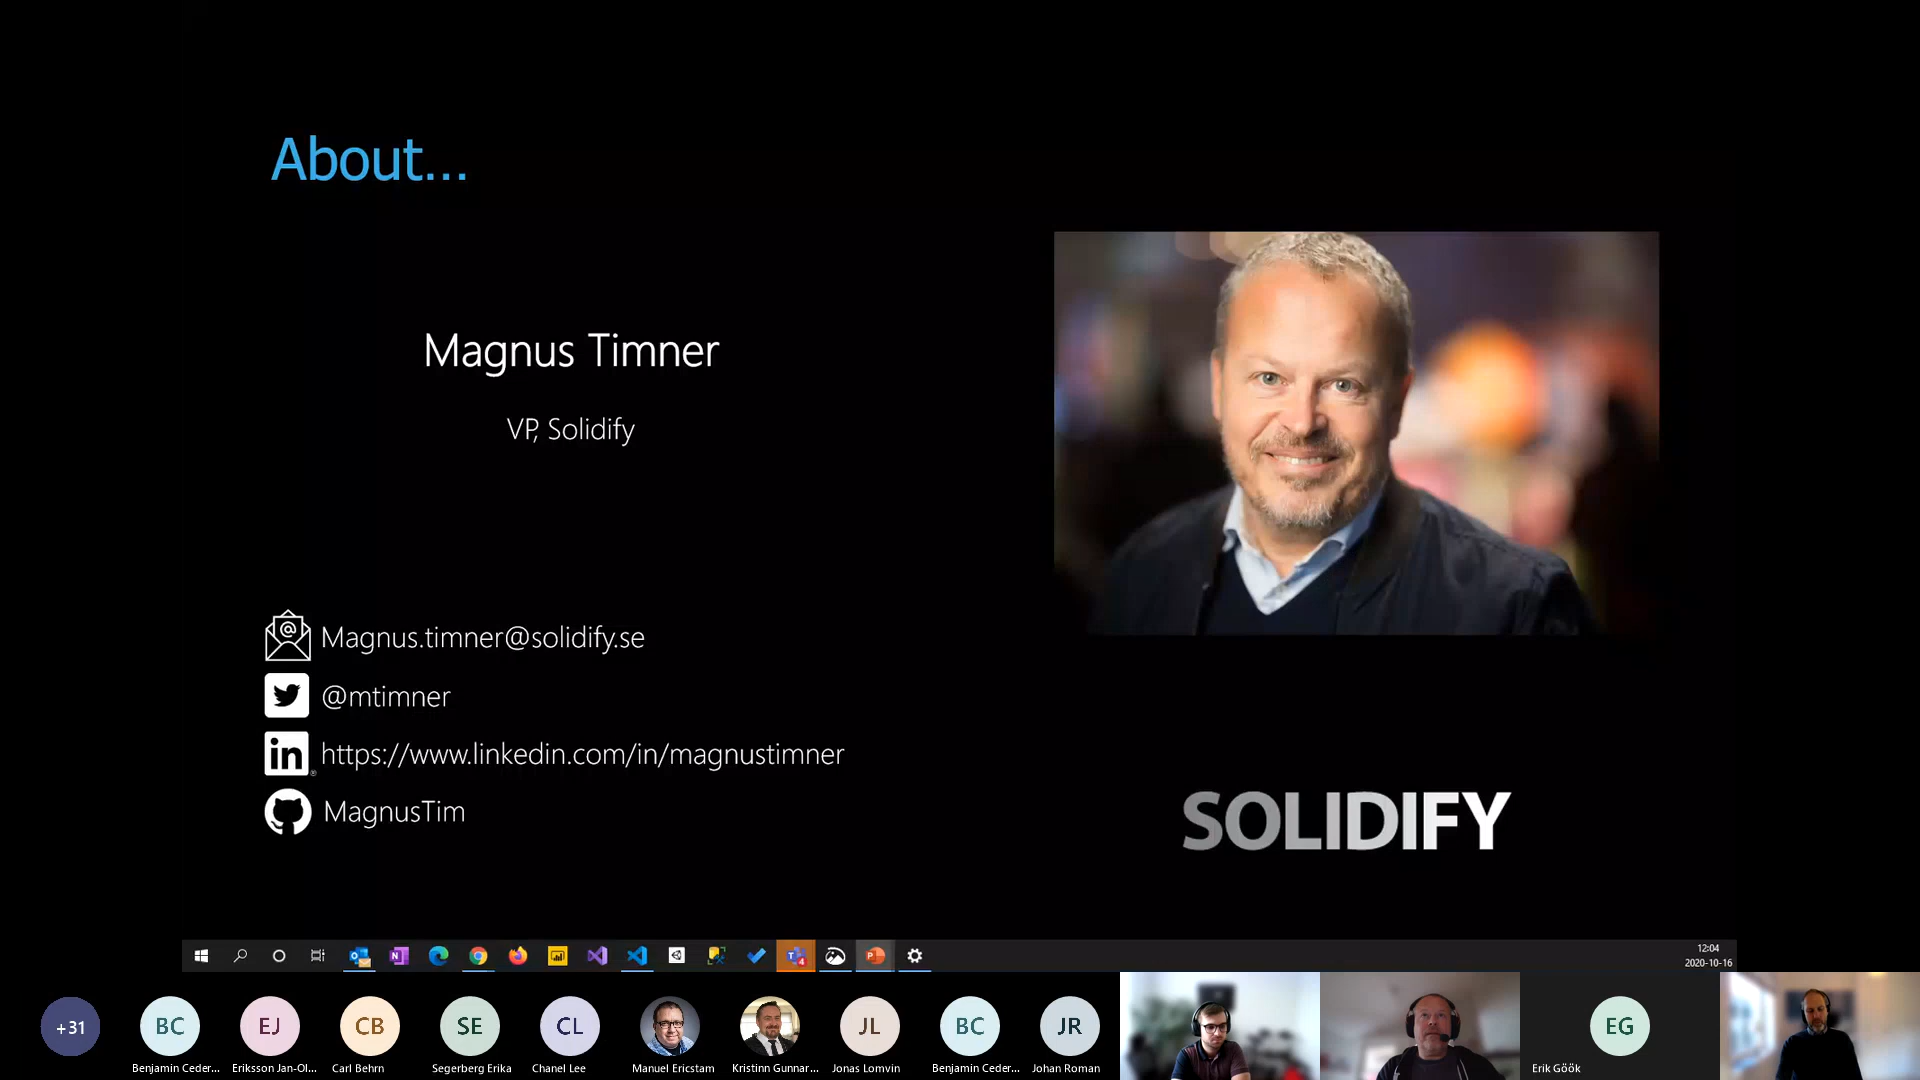 About...
Magnus Timner
VP, Solidify
Magnus.timner@solidify.se
@mtimner
https://www.linkedin.com/in/magnustimner
MagnusTim
SOLIDIFY
12:04
2020-10-16
+31
BC
EJ
CB
SE
CL
JL
BC
JR
EG
Benjamin Ceder...
Eriksson Jan-Ol...
Carl Behrn
Segerberg Erika
Chanel Lee
Manuel Ericstam
Kristinn Gunnar...
Jonas Lomvin
Benjamin Ceder...
Johan Roman
Erik Göök